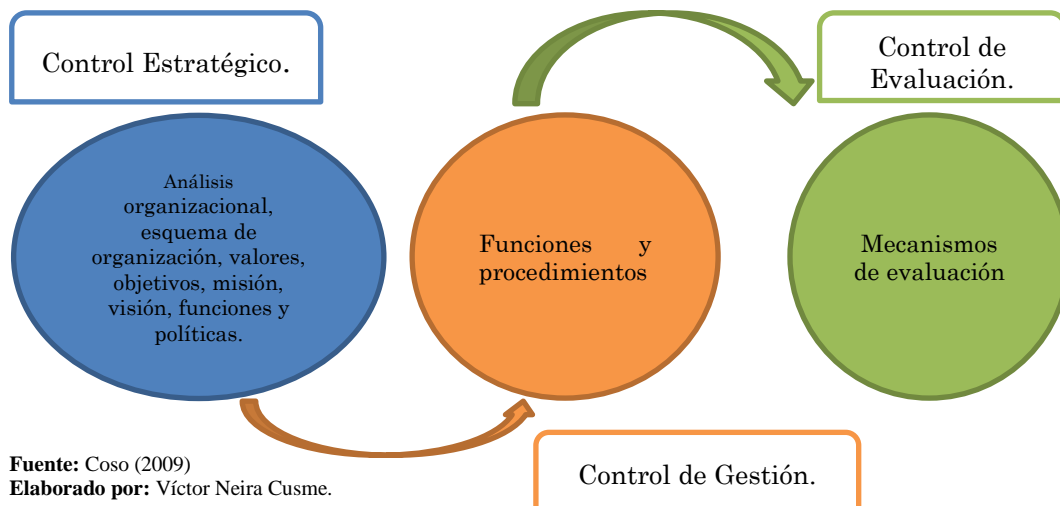 Control Estratégico.
Análisis
organizacional,
esquema de
organización, valores,
objetivos, misión,
visión, funciones y
políticas.
Funciones y
procedimientos
Control de
Evaluación.
Mecanismos
de evaluación
Control de Gestión.
Fuente: Coso (2009)
Elaborado por: Víctor Neira Cusme.